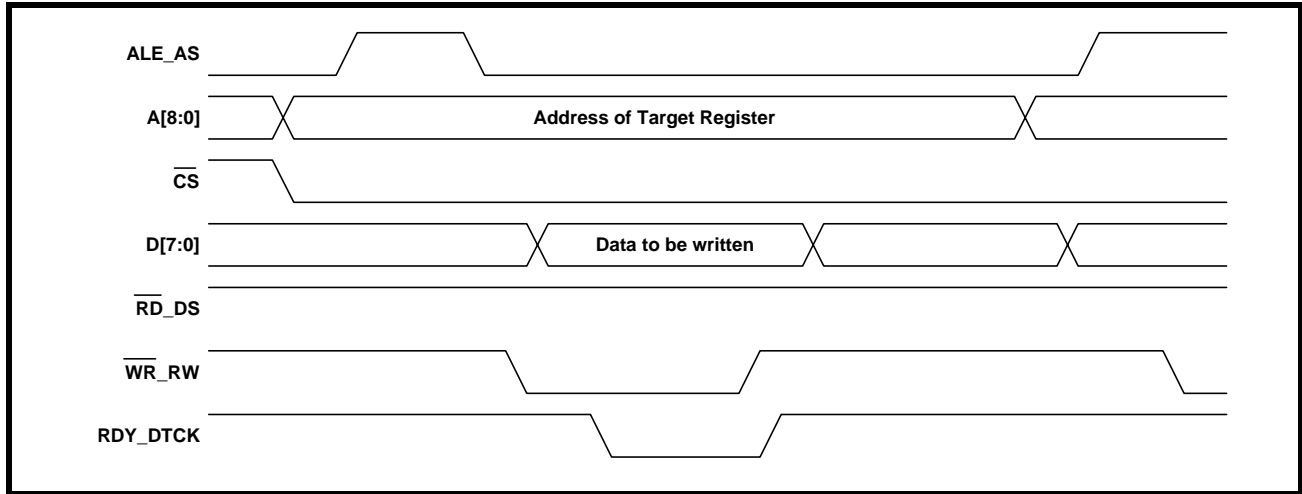 ALE_AS
A[8:0]
Address of Target Register
CS
D[7:0]
Data to be written
RD_DS
WR_RW
RDY_DTCK